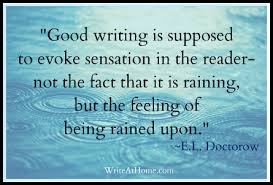 "Good writing is supposed
to evoke sensation in the reader-
not the fact that it is raining,
but the feeling of
being rained upon."
~E.L. Doctorow
WriteAtHome.com